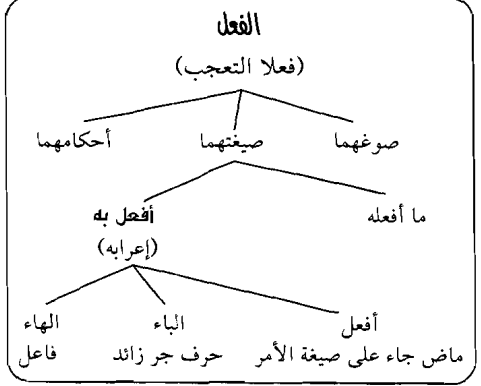 الفعل
(فعلا التعجب)
صوغهما صيغتهما أحكامهما
ما أفعله أفعل به
(إعرابه)
أفعل الباء الهاء
ماض جاء على صيغة الأمر حرف جر زائد فاعل